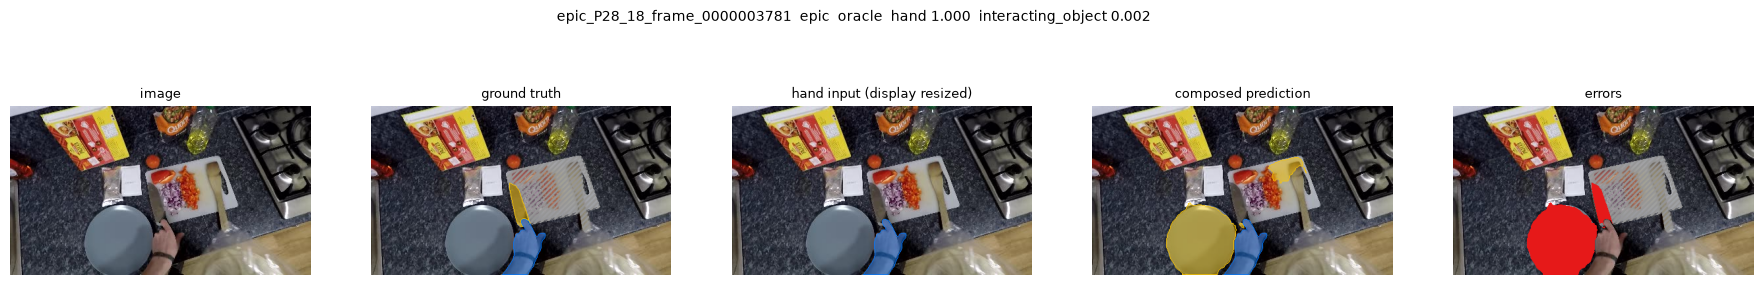 epic_P28_18_frame_0000003781 epic oracle hand 1.000 interacting_object 0.002
image
ground truth
hand input (display resized)
composed prediction
errors